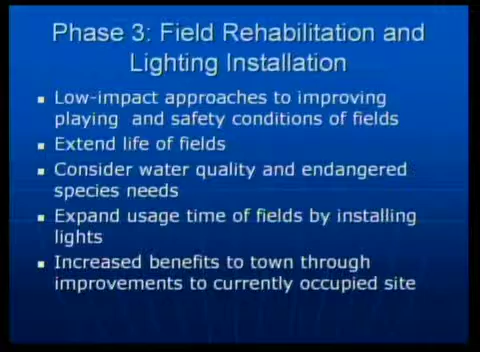 Phase 3: Field Rehabilitation and
Lighting Installation
Low-impact approaches to improving
playing and safety conditions of fields
Extend life of fields
Consider water quality and endangered
species needs
Expand usage time of fields by installing
lights
Increased benefits to town through
improvements to currently occupied site